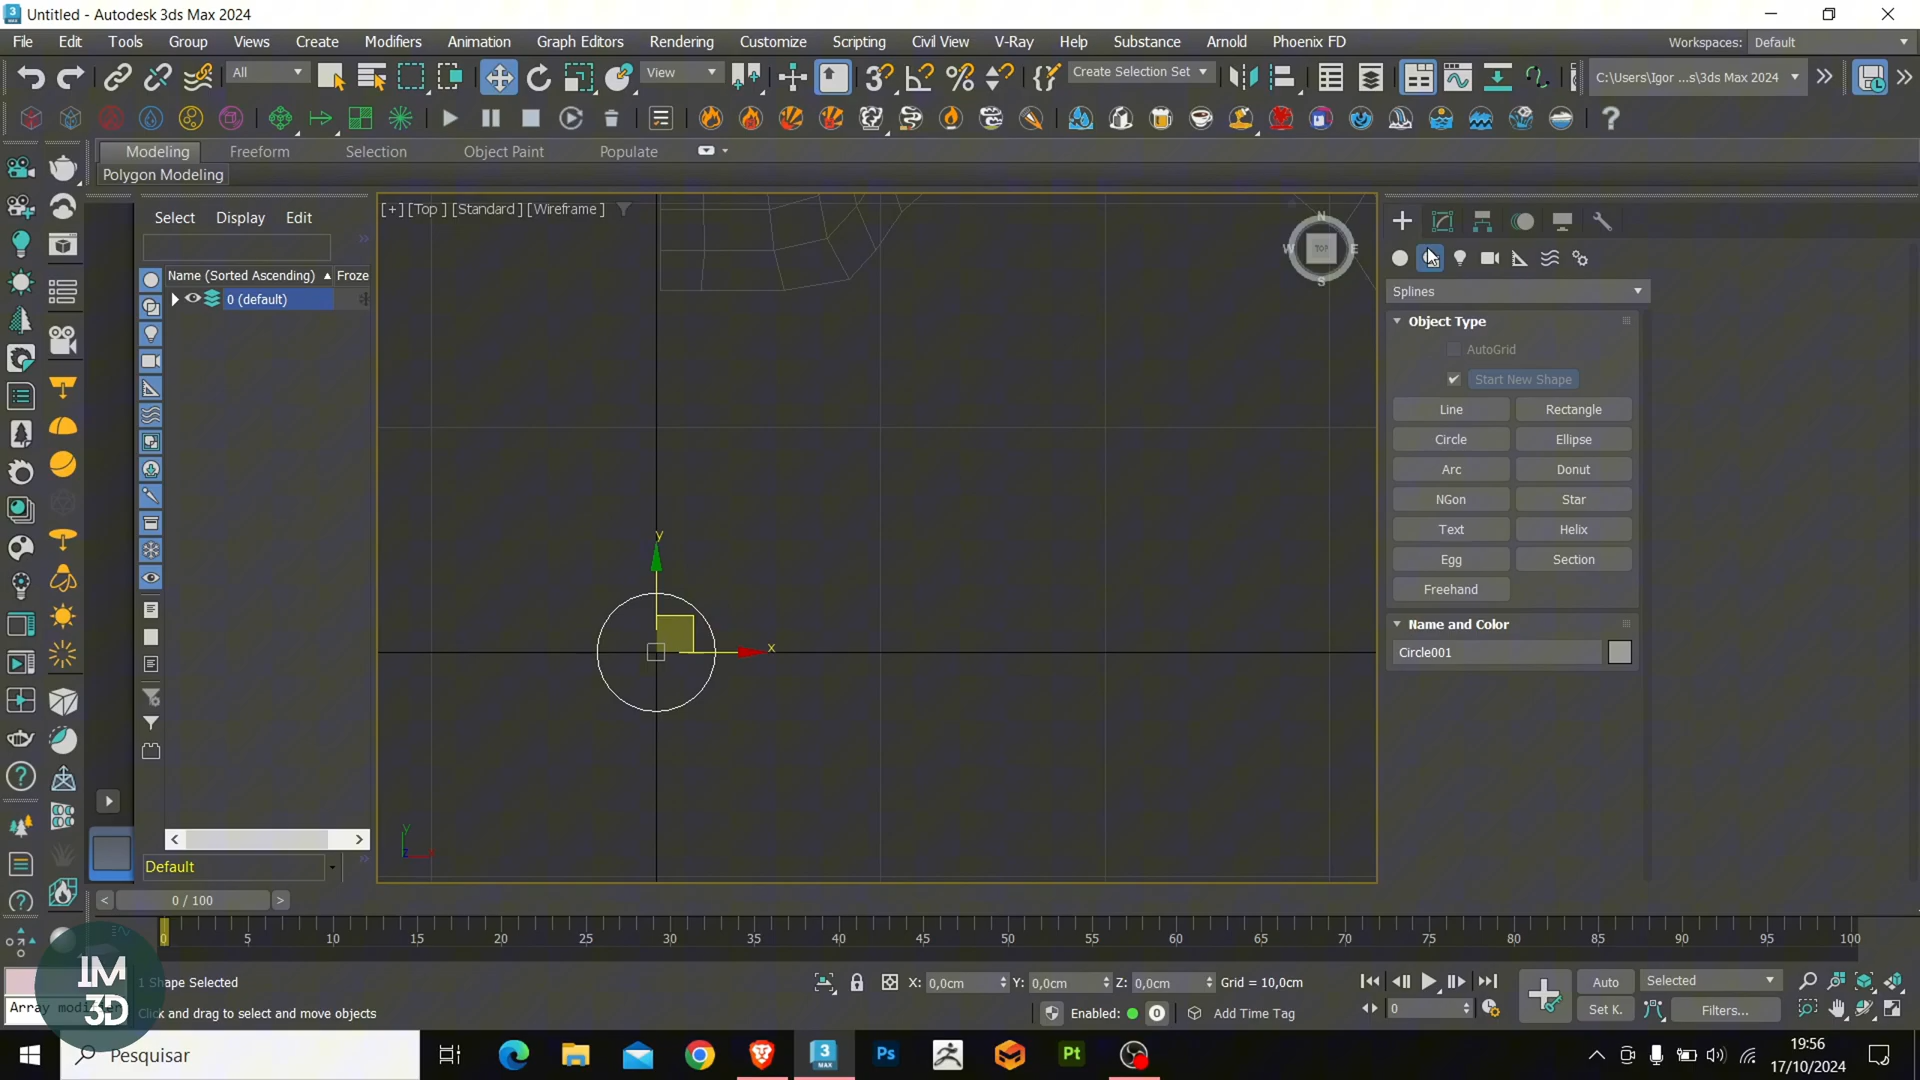 Untitled - Autodesk 3ds Max 2024
File Edit Tools Group Views Create Modifiers Animation Graph Editors Rendering Customize Scripting Civil View V-Ray Help Substance Arnold Phoenix FD Workspaces: Default
All View Create Selection Set C:\Users\Igor ...s\3ds Max 2024
Modeling Freeform Selection Object Paint Populate
Polygon Modeling
Select Display Edit
Name (Sorted Ascending) Froze
0 (default)
Default
[+] [Top ] [Standard ] [Wireframe ]
N
W TOP E
S
y
x
y
Splines
Object Type
AutoGrid
Start New Shape
Line Rectangle
Circle Ellipse
Arc Donut
NGon Star
Text Helix
Egg Section
Freehand
Name and Color
Circle001
< 0 / 100 >
0 5 10 15 20 25 30 35 40 45 50 55 60 65 70 75 80 85 90 95 100
1 Shape Selected
Click and drag to select and move objects
IM
3D
X: 0,0cm Y: 0,0cm Z: 0,0cm Grid = 10,0cm
Enabled: 0 Add Time Tag
Auto Selected
0 Set K. Filters...
Pesquisar
3 MAX
Ps
Pt
19:56
17/10/2024